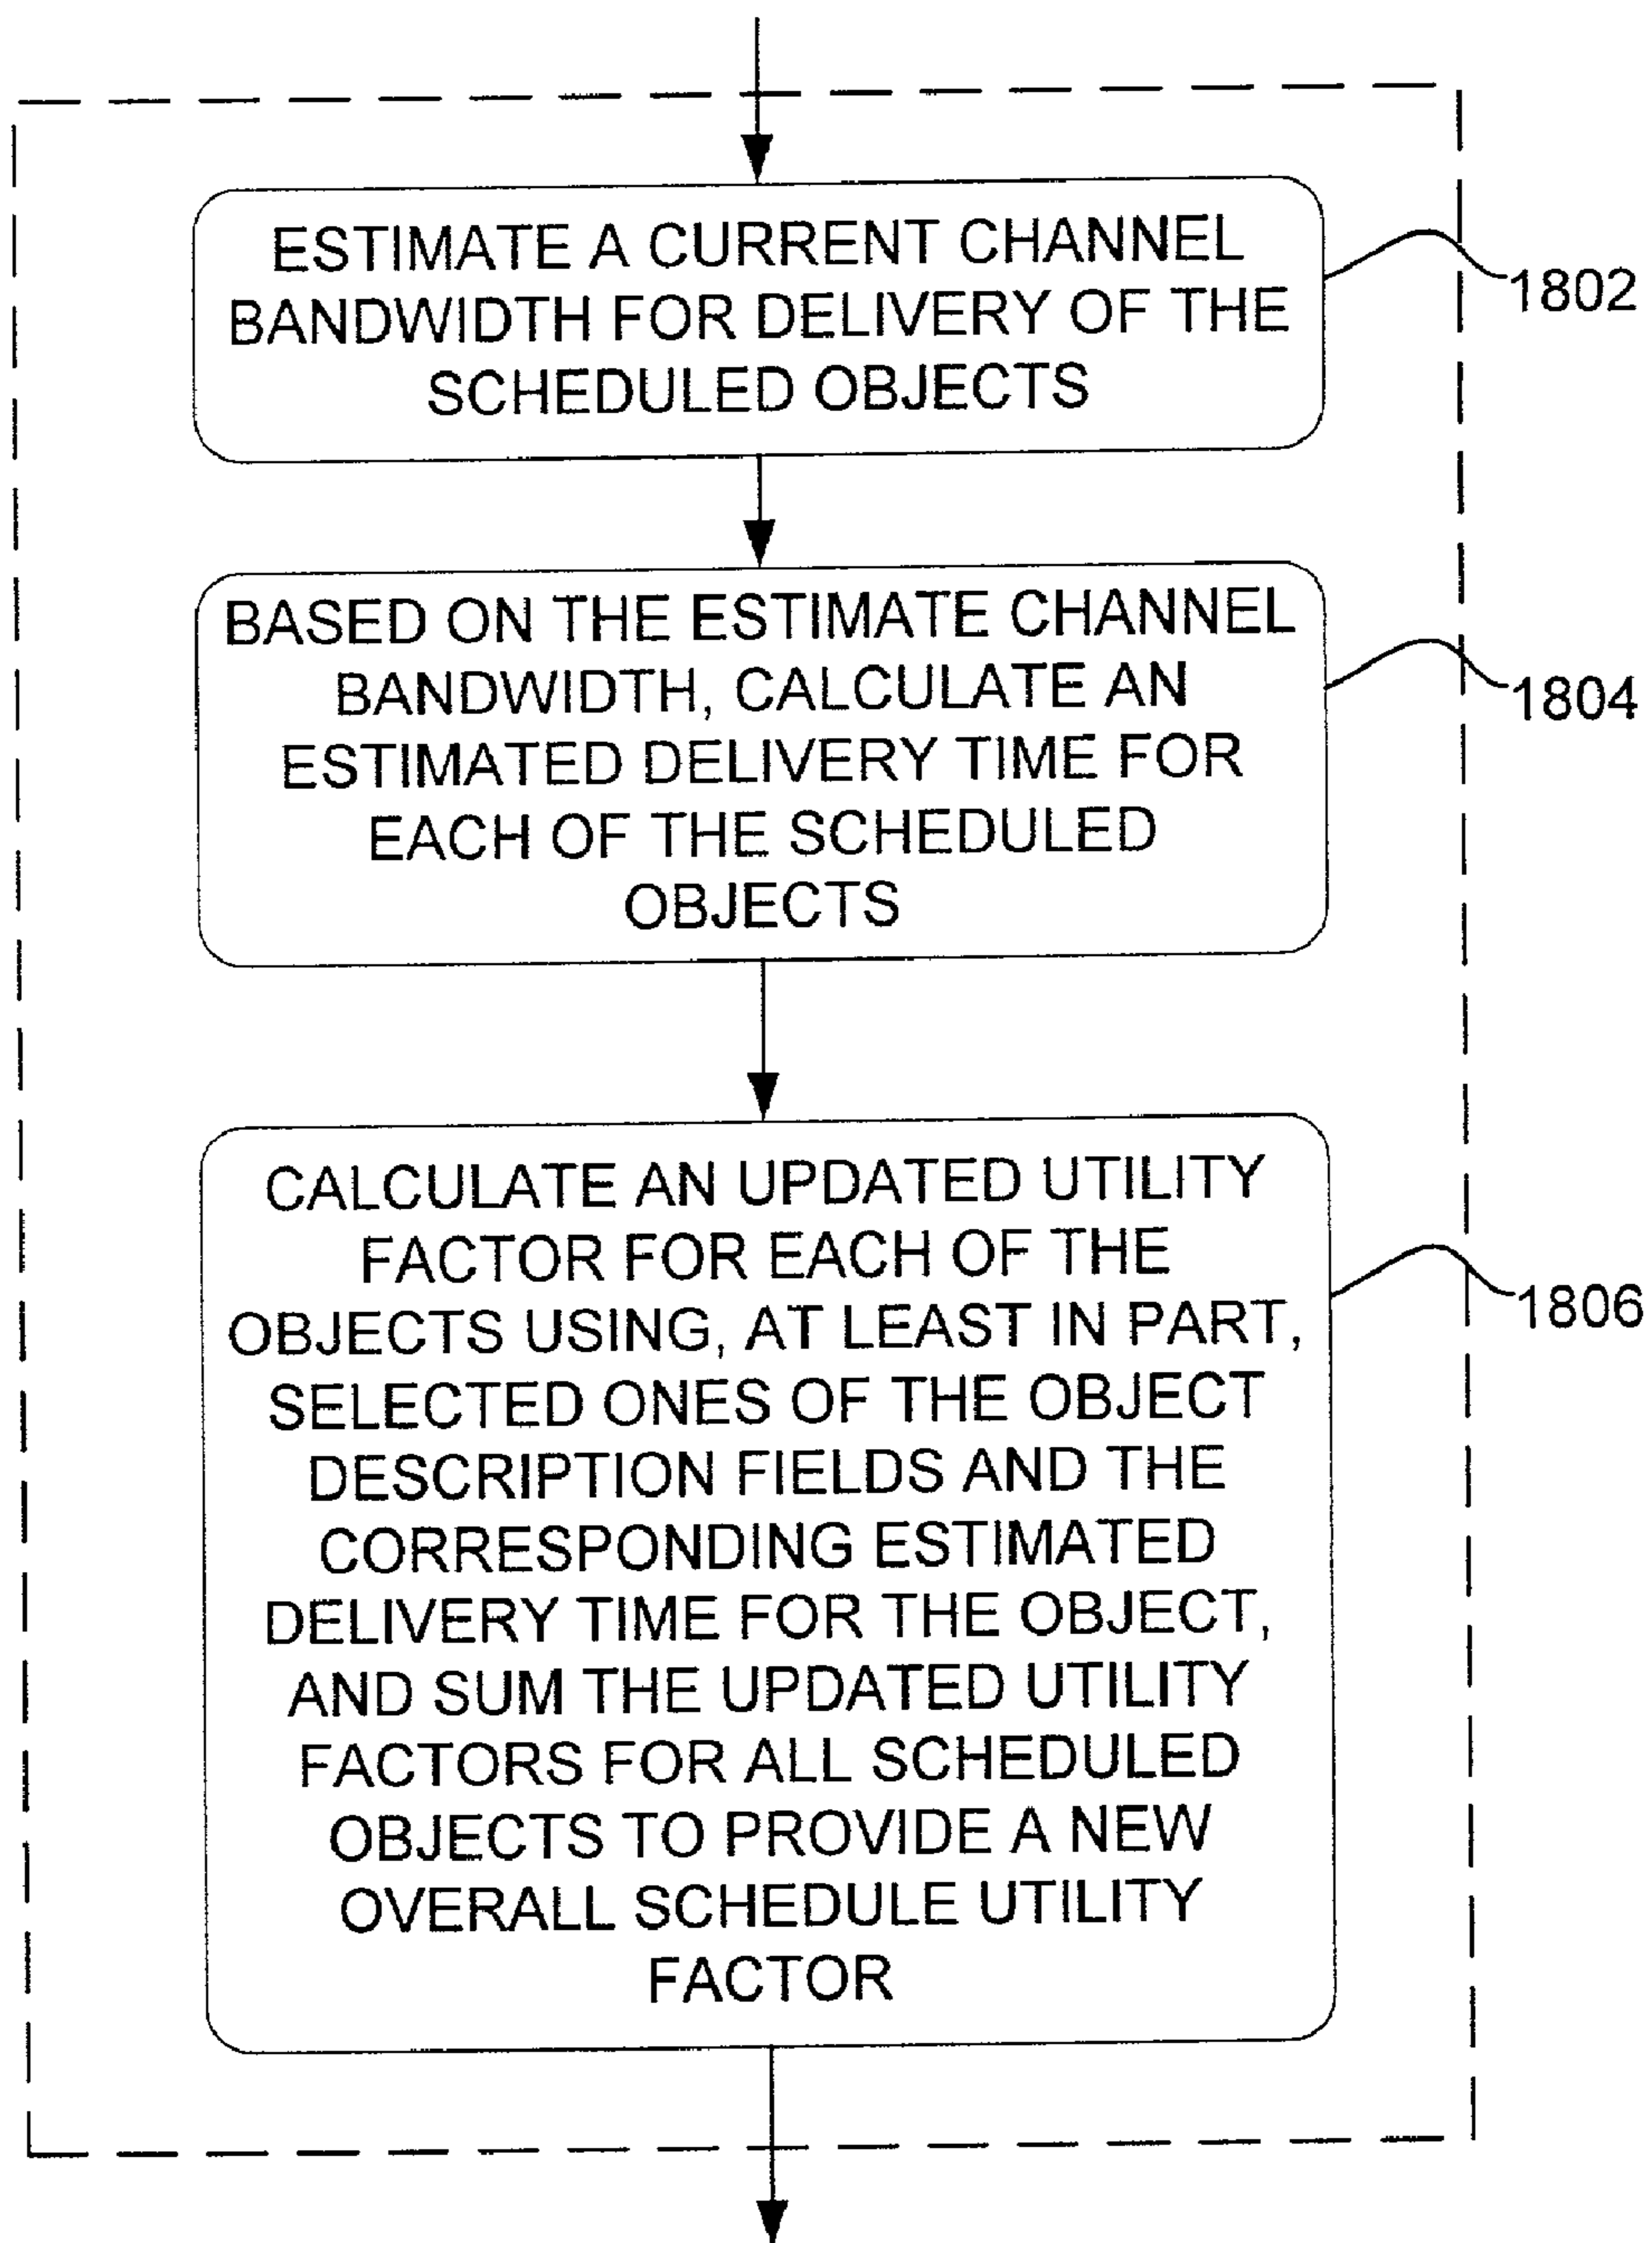 ESTIMATE A CURRENT CHANNEL
BANDWIDTH FOR DELIVERY OF THE
SCHEDULED OBJECTS
1802
BASED ON THE ESTIMATE CHANNEL
BANDWIDTH, CALCULATE AN
ESTIMATED DELIVERY TIME FOR
EACH OF THE SCHEDULED
OBJECTS
1804
CALCULATE AN UPDATED UTILITY
FACTOR FOR EACH OF THE
OBJECTS USING, AT LEAST IN PART,
SELECTED ONES OF THE OBJECT
DESCRIPTION FIELDS AND THE
CORRESPONDING ESTIMATED
DELIVERY TIME FOR THE OBJECT,
AND SUM THE UPDATED UTILITY
FACTORS FOR ALL SCHEDULED
OBJECTS TO PROVIDE A NEW
OVERALL SCHEDULE UTILITY
FACTOR
1806